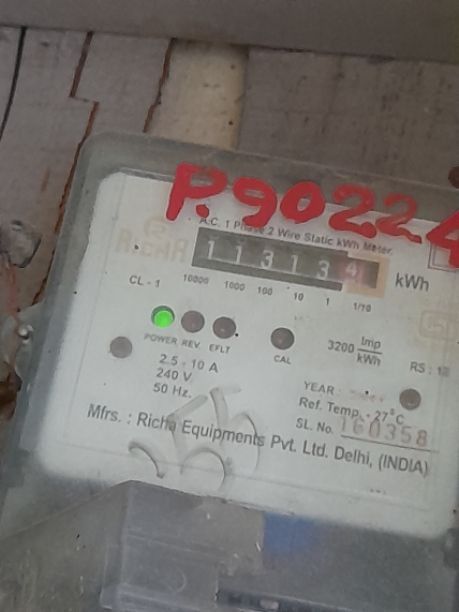 P.90224
A.C. 1 Phase 2 Wire Static kWh Meter.
1 1 3 1 3 4 kWh
CL - 1 10000 1000 100 10 1 1/10
POWER REV EFLT CAL
3200 Imp/kWh
2.5 - 10 A
240 V
50 Hz.
YEAR :
Ref. Temp. - 27°C
SL. No. 160358
Mfrs. : Richa Equipments Pvt. Ltd. Delhi, (INDIA)